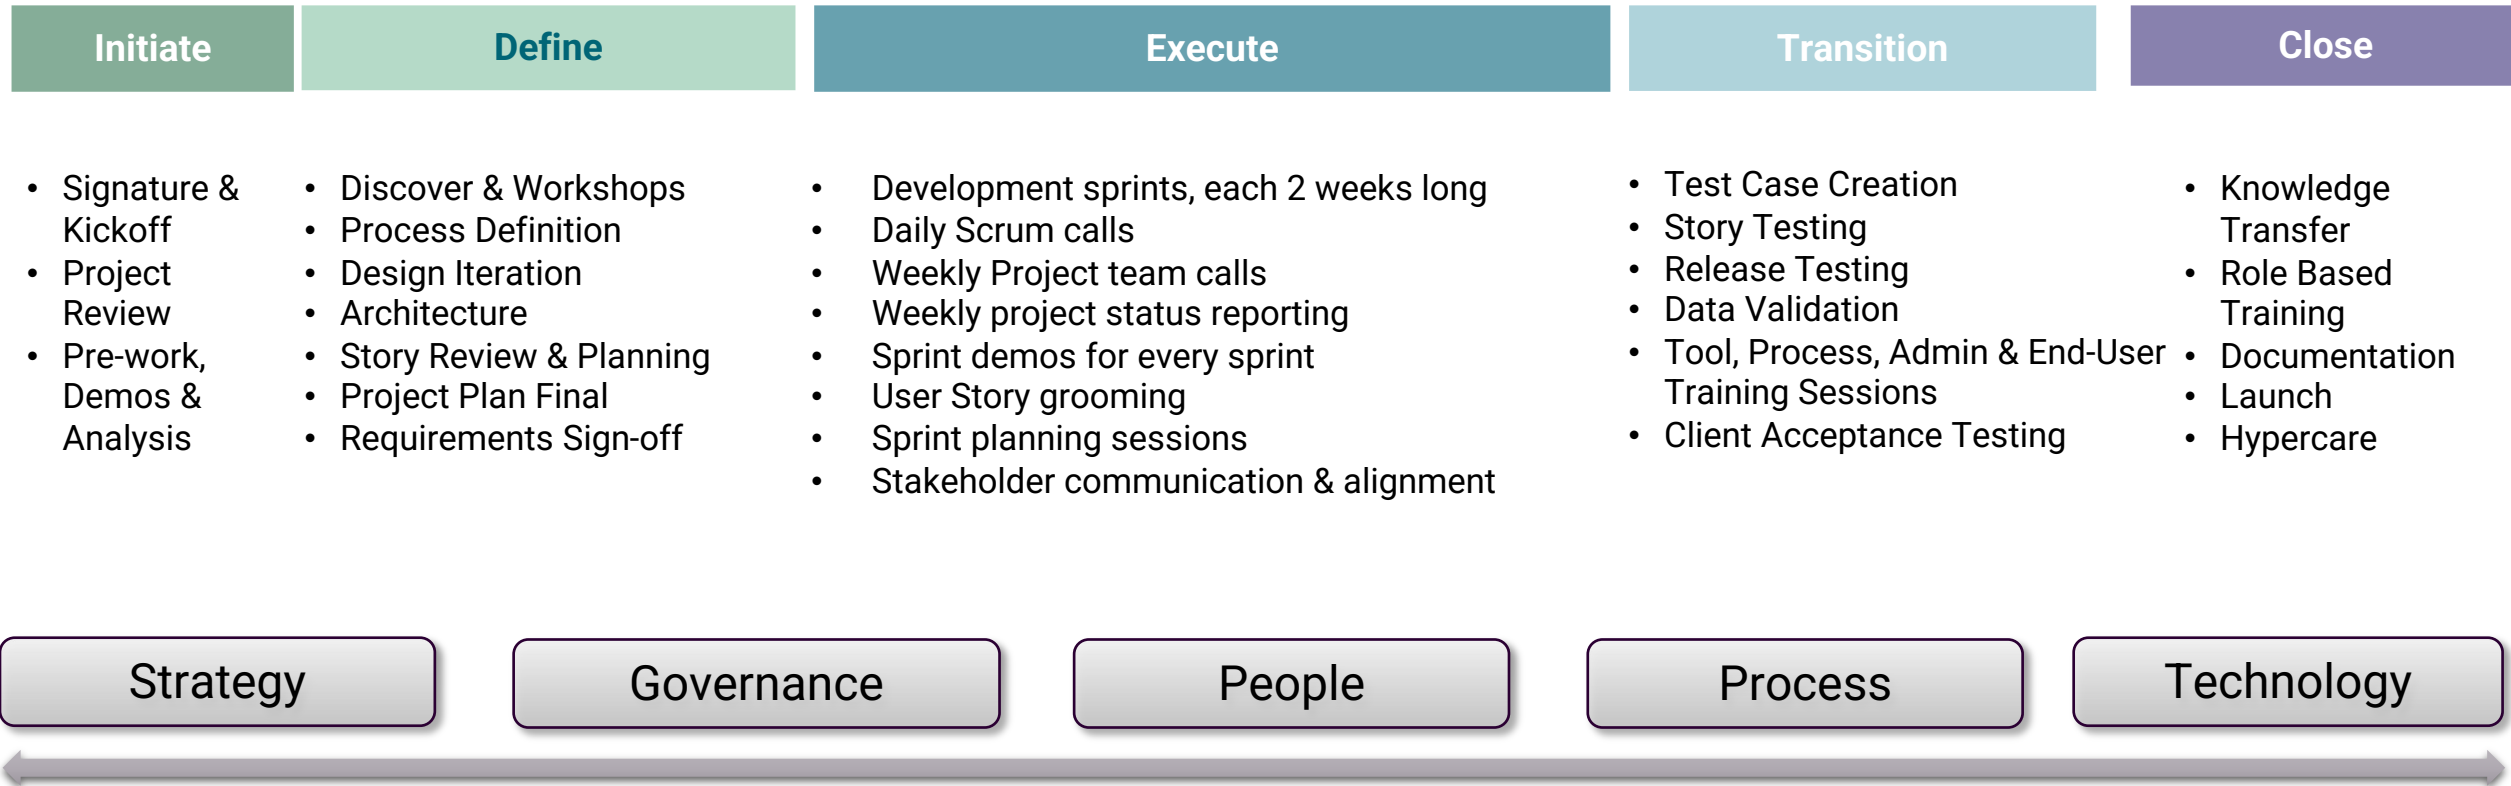 Initiate
Define
Execute
Transition
Close
• Signature &
Kickoff
• Project
Review
• Pre-work,
Demos &
Analysis
• Discover & Workshops
• Process Definition
• Design Iteration
• Architecture
• Story Review & Planning
• Project Plan Final
• Requirements Sign-off
• Development sprints, each 2 weeks long
• Daily Scrum calls
• Weekly Project team calls
• Weekly project status reporting
• Sprint demos for every sprint
• User Story grooming
• Sprint planning sessions
• Stakeholder communication & alignment
• Test Case Creation
• Story Testing
• Release Testing
• Data Validation
• Tool, Process, Admin & End-User
Training Sessions
• Client Acceptance Testing
• Knowledge
Transfer
• Role Based
Training
• Documentation
• Launch
• Hypercare
Strategy
Governance
People
Process
Technology